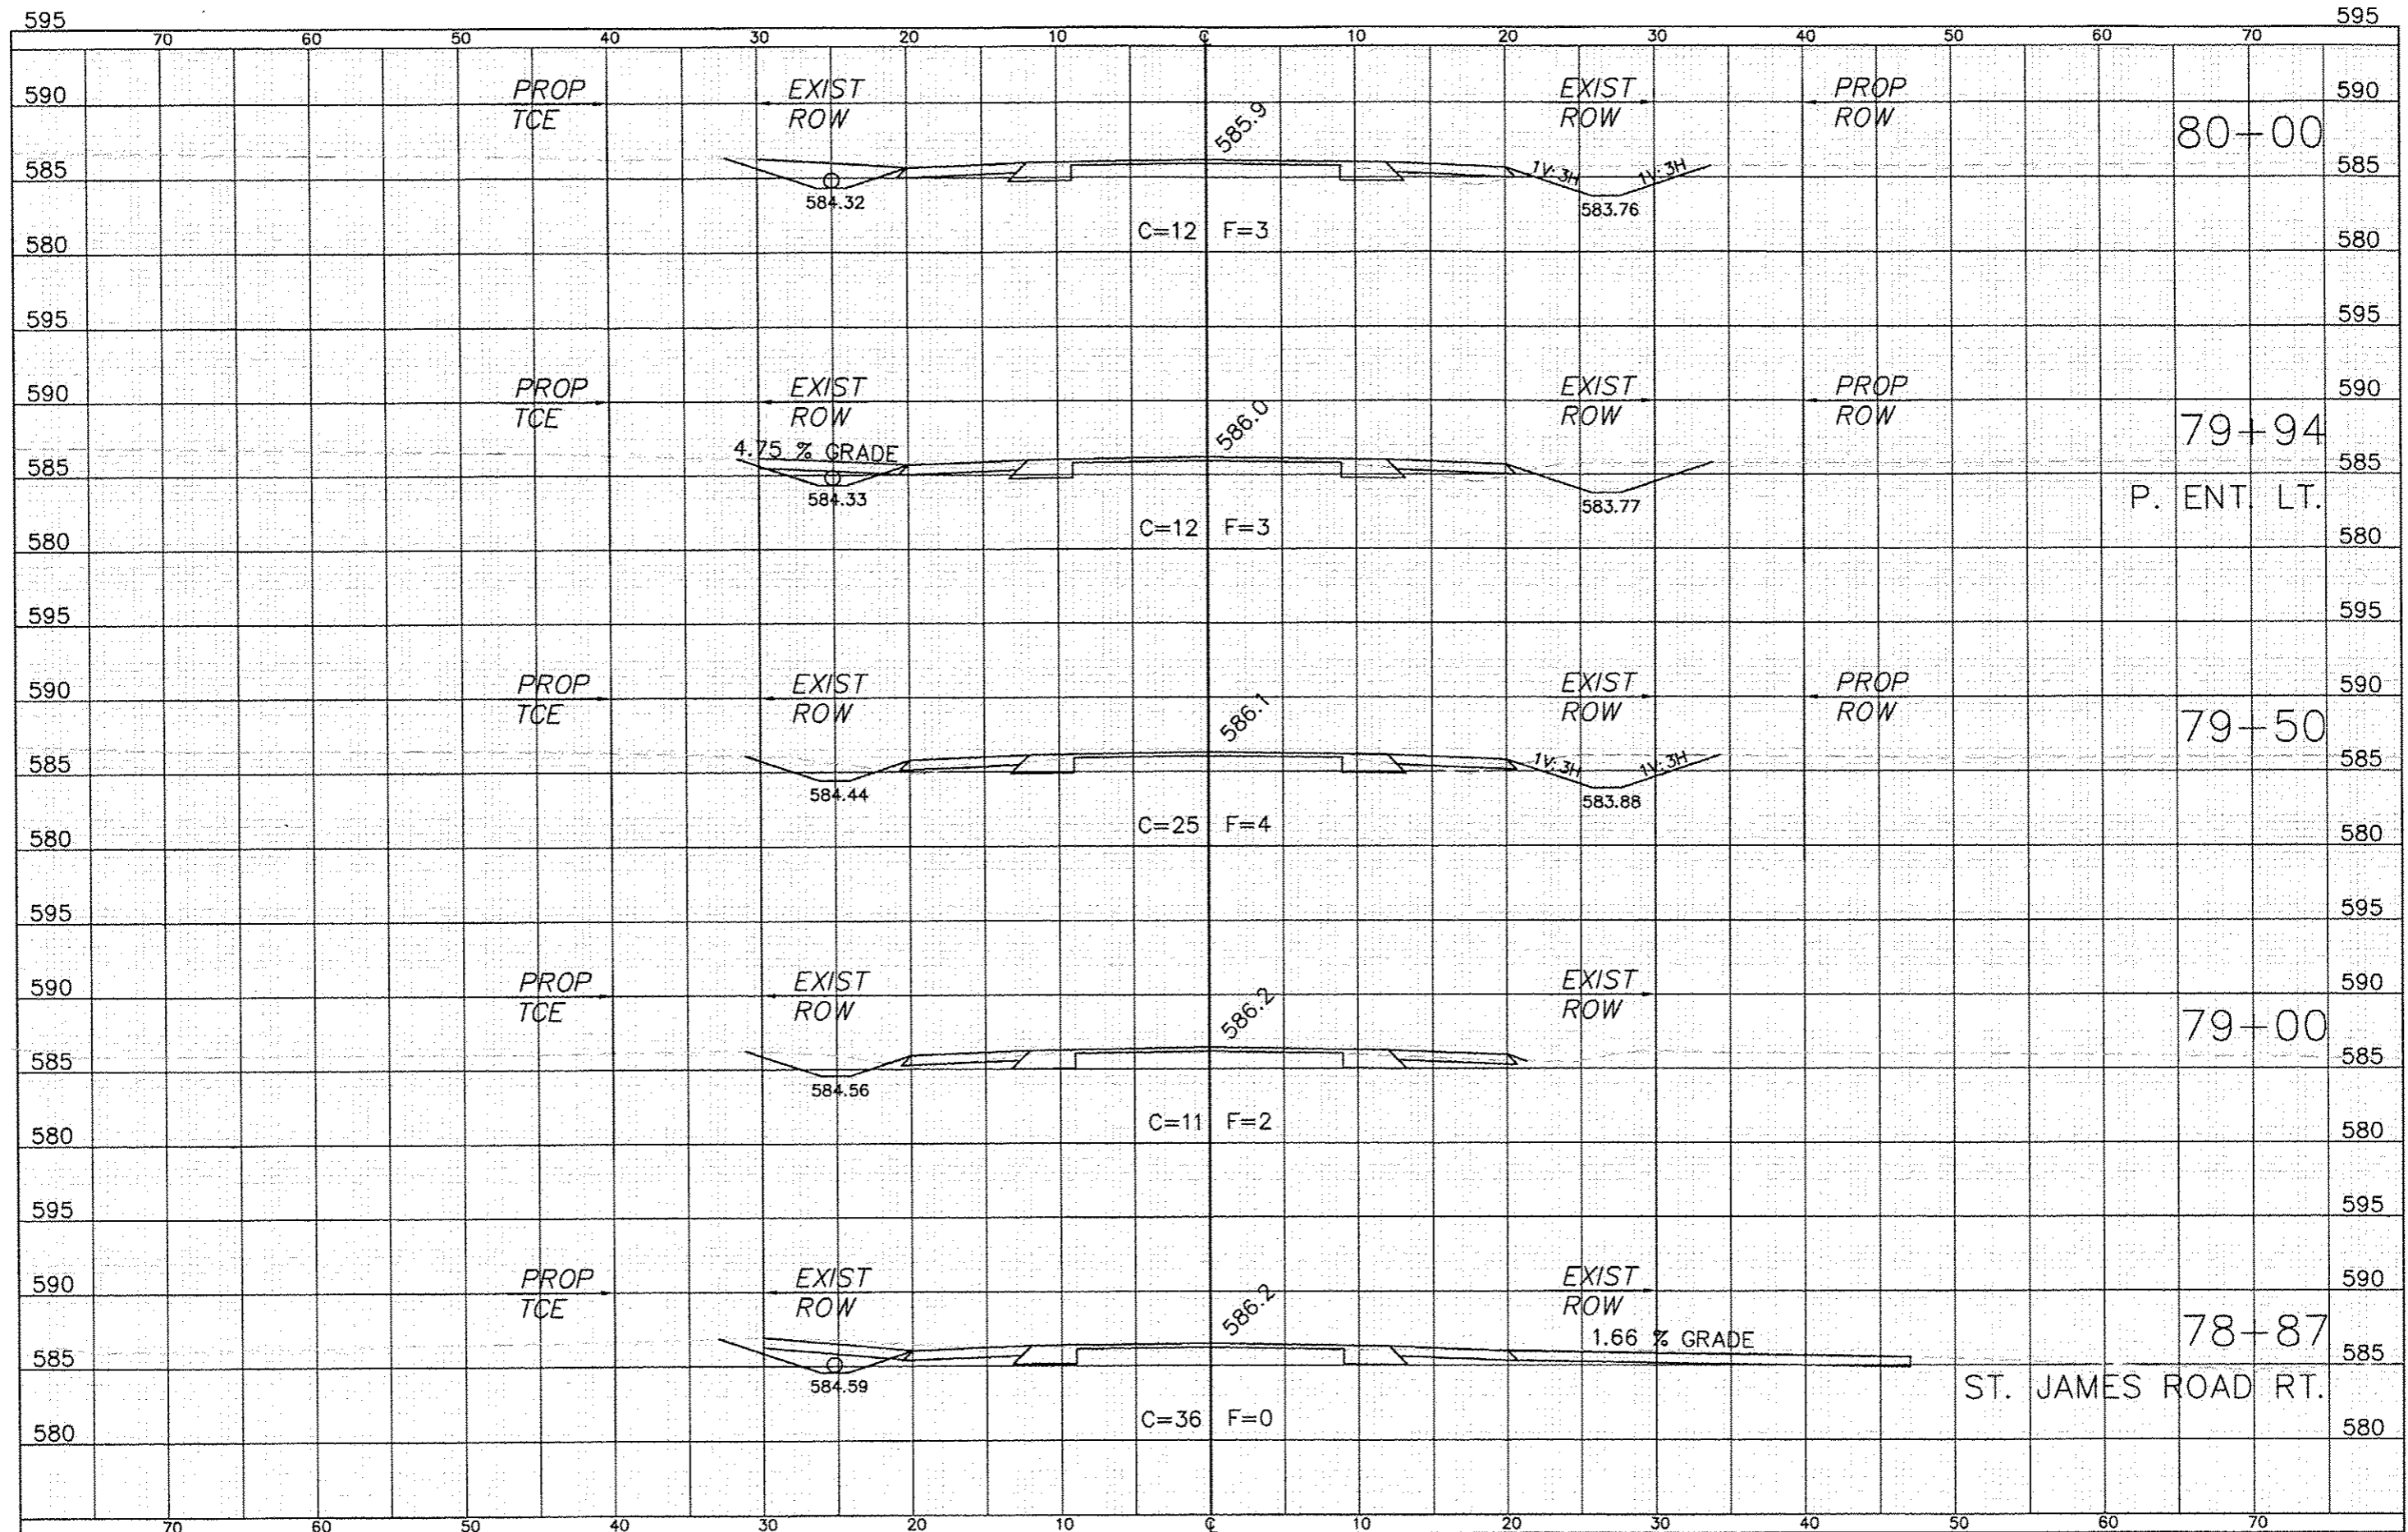 595 595
70 60 50 40 30 20 10 ℄ 10 20 30 40 50 60 70
590 PROP EXIST EXIST PROP 590
TCE ROW ROW ROW
585.9
80+00
585 1V:3H 1V:3H 585
584.32 583.76
C=12 F=3
580 580
595 595
590 PROP EXIST EXIST PROP 590
TCE ROW ROW ROW
586.0
79+94
4.75 % GRADE
585 585
584.33 583.77
P. ENT. LT.
C=12 F=3
580 580
595 595
590 PROP EXIST EXIST PROP 590
TCE ROW ROW ROW
586.1
79+50
585 1V:3H 1V:3H 585
584.44 583.88
C=25 F=4
580 580
595 595
590 PROP EXIST EXIST 590
TCE ROW ROW
586.2
79+00
585 585
584.56
C=11 F=2
580 580
595 595
590 PROP EXIST EXIST 590
TCE ROW ROW
586.2
78+87
1.66 % GRADE
585 585
584.59
ST. JAMES ROAD RT.
C=36 F=0
580 580
70 60 50 40 30 20 10 ℄ 10 20 30 40 50 60 70